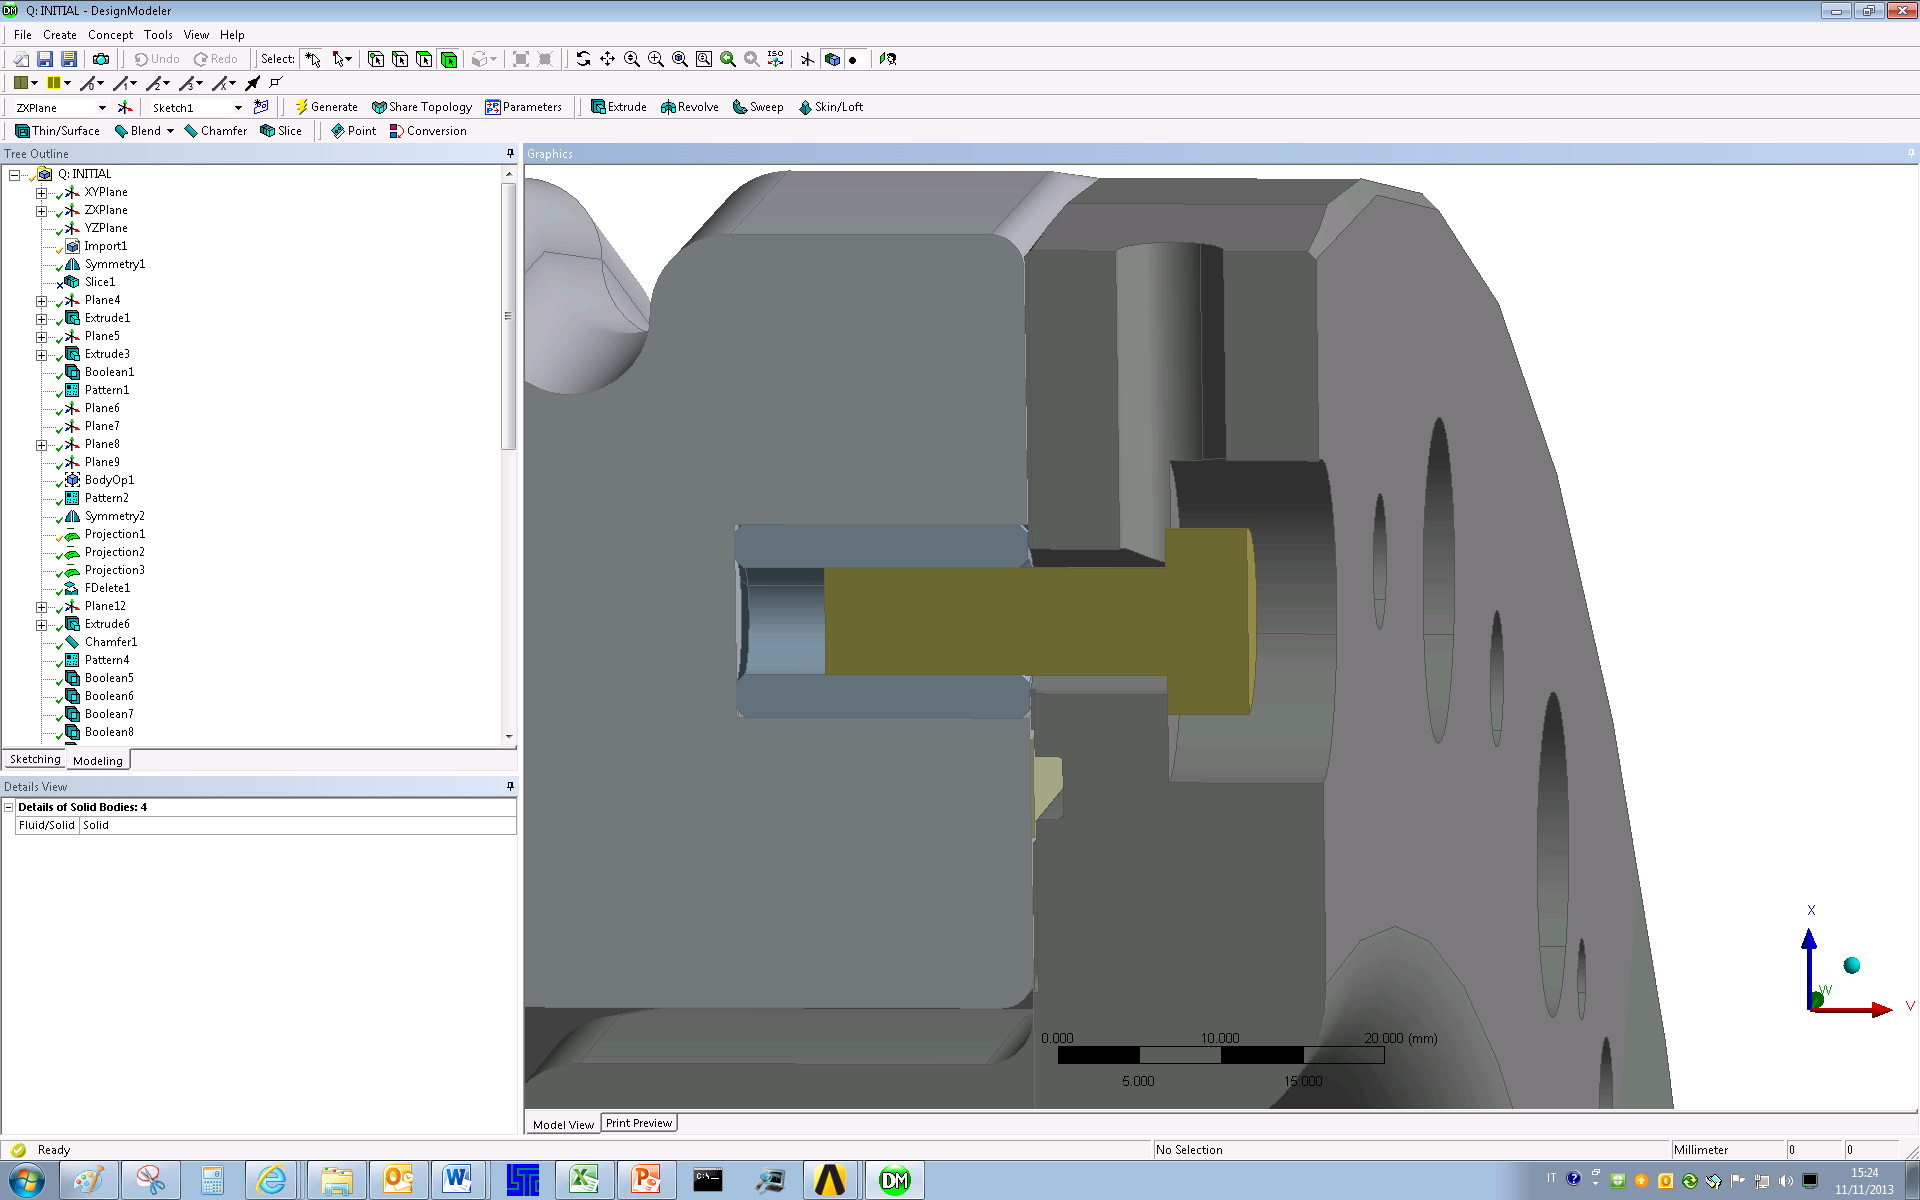 Q: INITIAL - DesignModeler
File Create Concept Tools View Help
Undo Redo Select: ISO
ZXPlane Sketch1 Generate Share Topology Parameters Extrude Revolve Sweep Skin/Loft
Thin/Surface Blend Chamfer Slice Point Conversion
Tree Outline
Q: INITIAL
XYPlane
ZXPlane
YZPlane
Import1
Symmetry1
Slice1
Plane4
Extrude1
Plane5
Extrude3
Boolean1
Pattern1
Plane6
Plane7
Plane8
Plane9
BodyOp1
Pattern2
Symmetry2
Projection1
Projection2
Projection3
FDelete1
Plane12
Extrude6
Chamfer1
Pattern4
Boolean5
Boolean6
Boolean7
Boolean8
Sketching Modeling
Details View
Details of Solid Bodies: 4
Fluid/Solid Solid
Graphics
X
W
Y
0.000 10.000 20.000 (mm)
5.000 15.000
Model View Print Preview
Ready No Selection Millimeter 0 0
DM
IT 15:24
11/11/2013